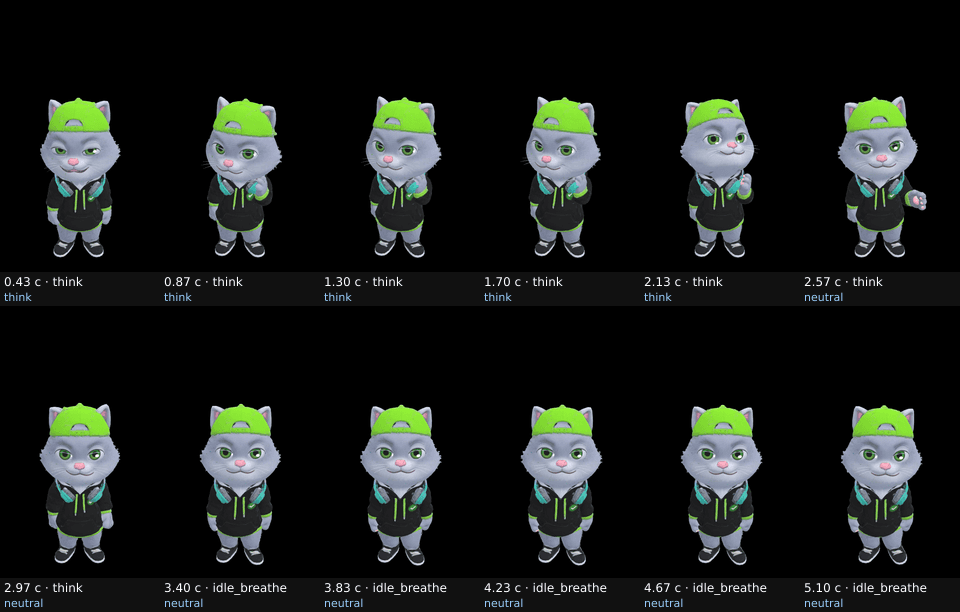 0.43 с · think
think
0.87 с · think
think
1.30 с · think
think
1.70 с · think
think
2.13 с · think
think
2.57 с · think
neutral
2.97 с · think
neutral
3.40 с · idle_breathe
neutral
3.83 с · idle_breathe
neutral
4.23 с · idle_breathe
neutral
4.67 с · idle_breathe
neutral
5.10 с · idle_breathe
neutral